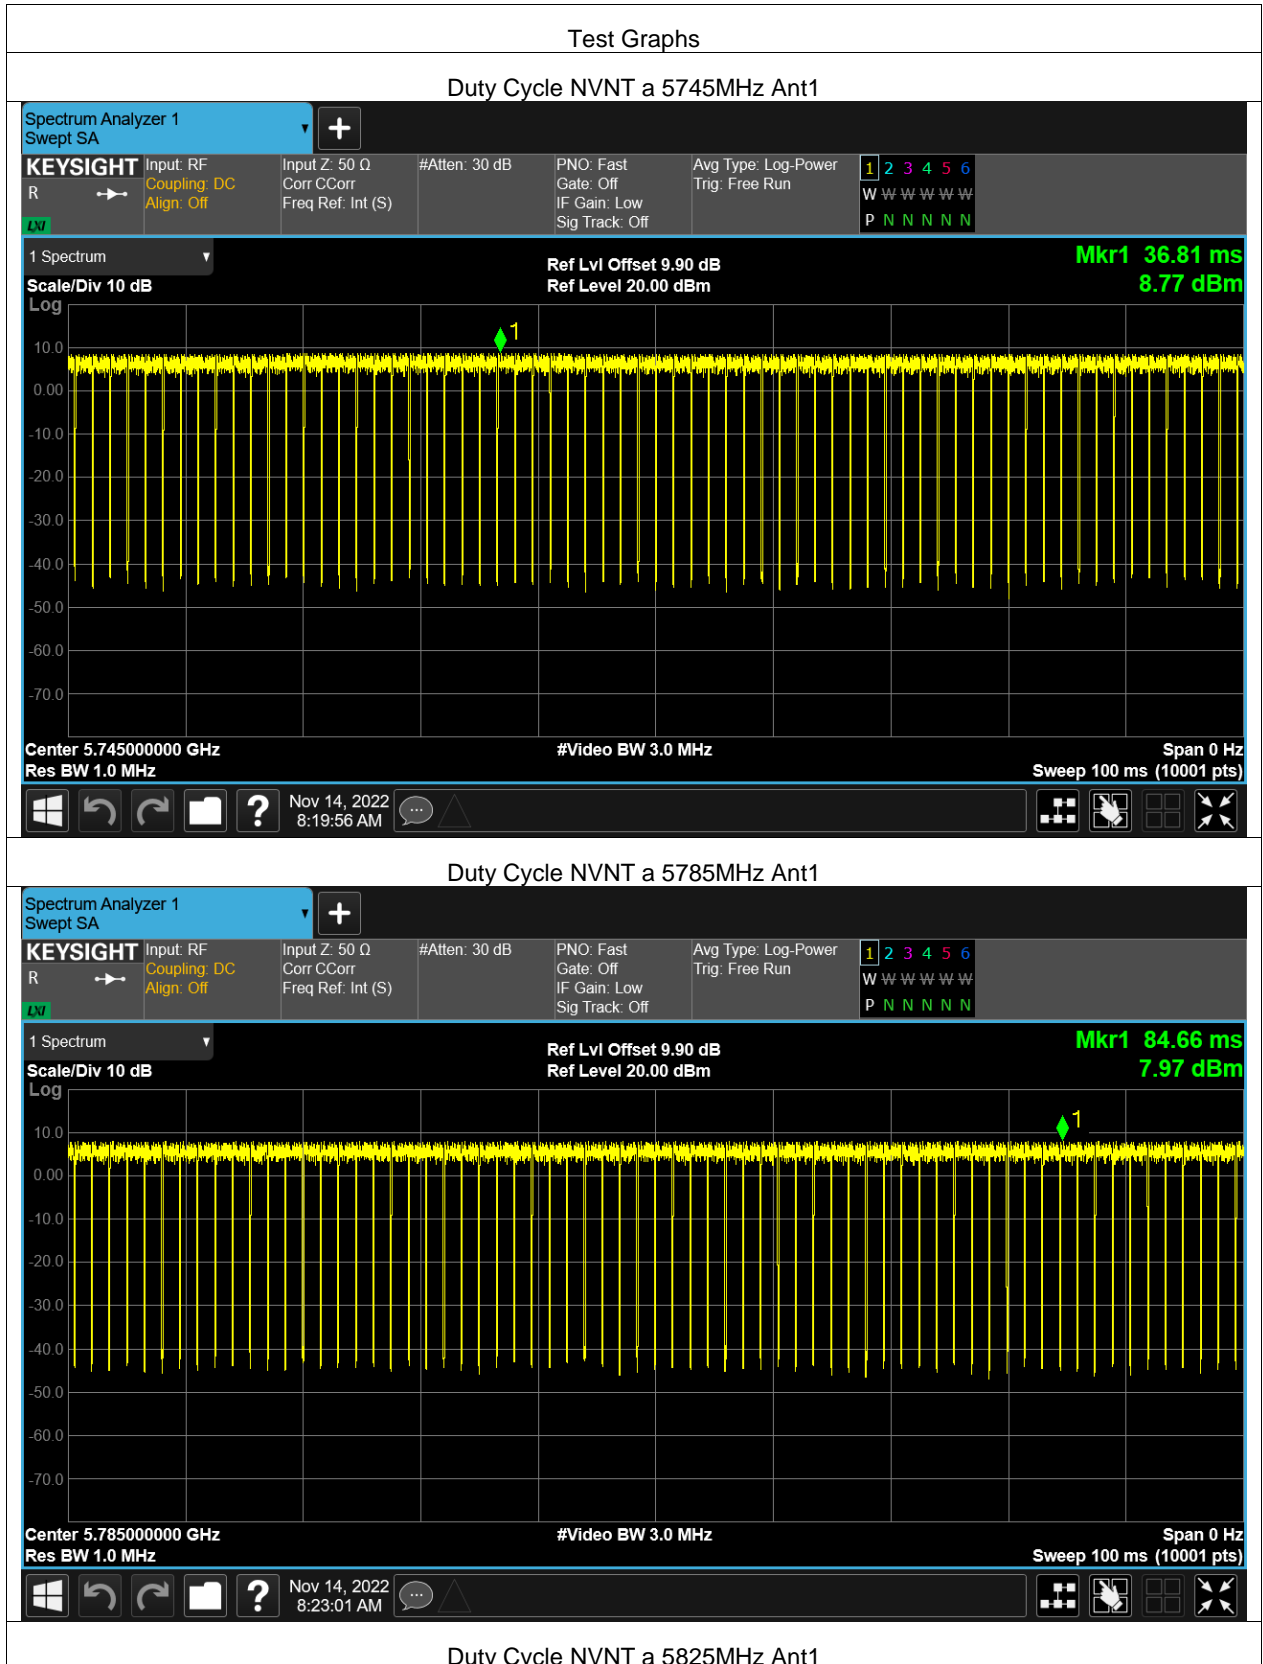 Test Graphs
Duty Cycle NVNT a 5745MHz Ant1
Spectrum Analyzer 1
Swept SA
KEYSIGHT
R
LXI
Input: RF
Coupling: DC
Align: Off
Input Z: 50 Ω
Corr CCorr
Freq Ref: Int (S)
#Atten: 30 dB
PNO: Fast
Gate: Off
IF Gain: Low
Sig Track: Off
Avg Type: Log-Power
Trig: Free Run
1 2 3 4 5 6
W W W W W W
P N N N N N
1 Spectrum
Scale/Div 10 dB
Ref Lvl Offset 9.90 dB
Ref Level 20.00 dBm
Mkr1 36.81 ms
8.77 dBm
Log
1
10.0
0.00
-10.0
-20.0
-30.0
-40.0
-50.0
-60.0
-70.0
Center 5.745000000 GHz
#Video BW 3.0 MHz
Span 0 Hz
Res BW 1.0 MHz
Sweep 100 ms (10001 pts)
?
Nov 14, 2022
8:19:56 AM
Duty Cycle NVNT a 5785MHz Ant1
Spectrum Analyzer 1
Swept SA
KEYSIGHT
R
LXI
Input: RF
Coupling: DC
Align: Off
Input Z: 50 Ω
Corr CCorr
Freq Ref: Int (S)
#Atten: 30 dB
PNO: Fast
Gate: Off
IF Gain: Low
Sig Track: Off
Avg Type: Log-Power
Trig: Free Run
1 2 3 4 5 6
W W W W W W
P N N N N N
1 Spectrum
Scale/Div 10 dB
Ref Lvl Offset 9.90 dB
Ref Level 20.00 dBm
Mkr1 84.66 ms
7.97 dBm
Log
1
10.0
0.00
-10.0
-20.0
-30.0
-40.0
-50.0
-60.0
-70.0
Center 5.785000000 GHz
#Video BW 3.0 MHz
Span 0 Hz
Res BW 1.0 MHz
Sweep 100 ms (10001 pts)
?
Nov 14, 2022
8:23:01 AM
Duty Cycle NVNT a 5825MHz Ant1